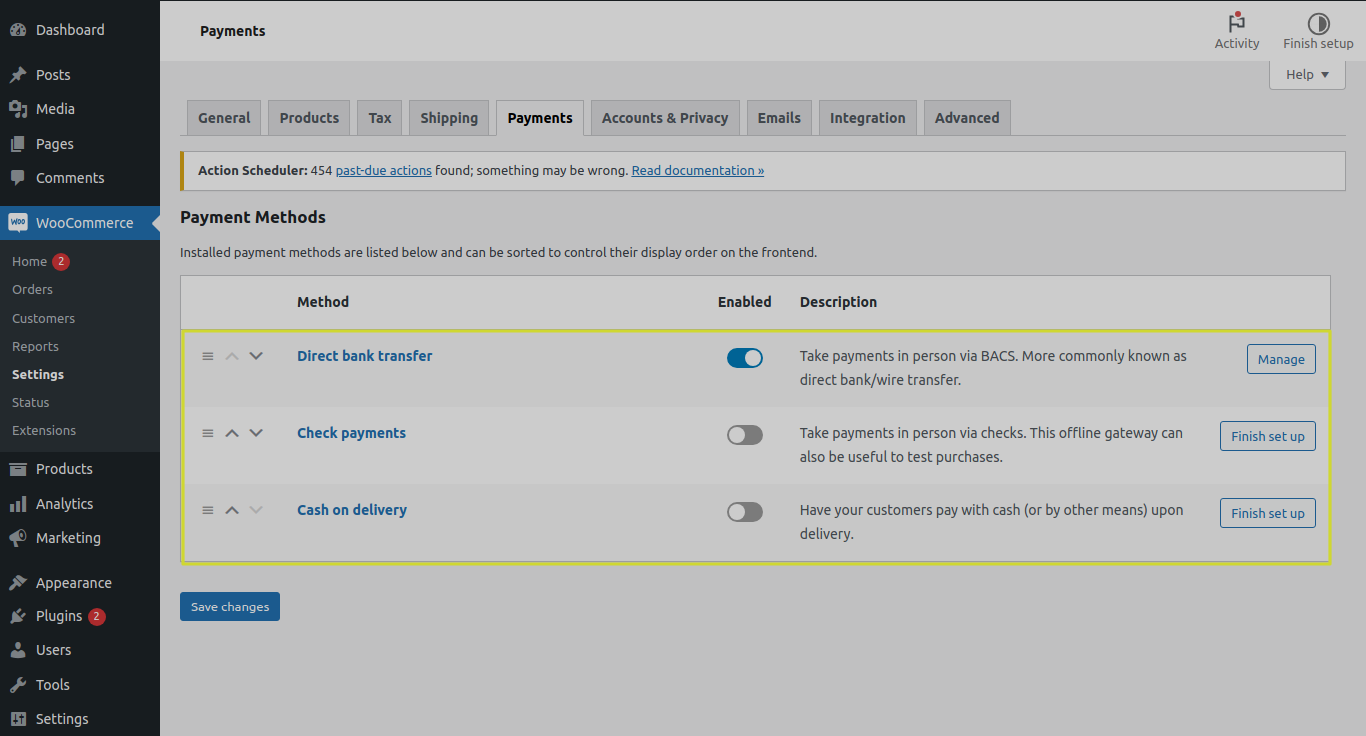 Dashboard
Posts
Media
Pages
Comments
woo WooCommerce
Home 2
Orders
Customers
Reports
Settings
Status
Extensions
Products
Analytics
Marketing
Appearance
Plugins 2
Users
Tools
Settings
Payments
Activity
Finish setup
Help
General Products Tax Shipping Payments Accounts & Privacy Emails Integration Advanced
Action Scheduler: 454 past-due actions found; something may be wrong. Read documentation »
Payment Methods
Installed payment methods are listed below and can be sorted to control their display order on the frontend.
Method Enabled Description
Direct bank transfer
Take payments in person via BACS. More commonly known as
direct bank/wire transfer.
Manage
Check payments
Take payments in person via checks. This offline gateway can
also be useful to test purchases.
Finish set up
Cash on delivery
Have your customers pay with cash (or by other means) upon
delivery.
Finish set up
Save changes